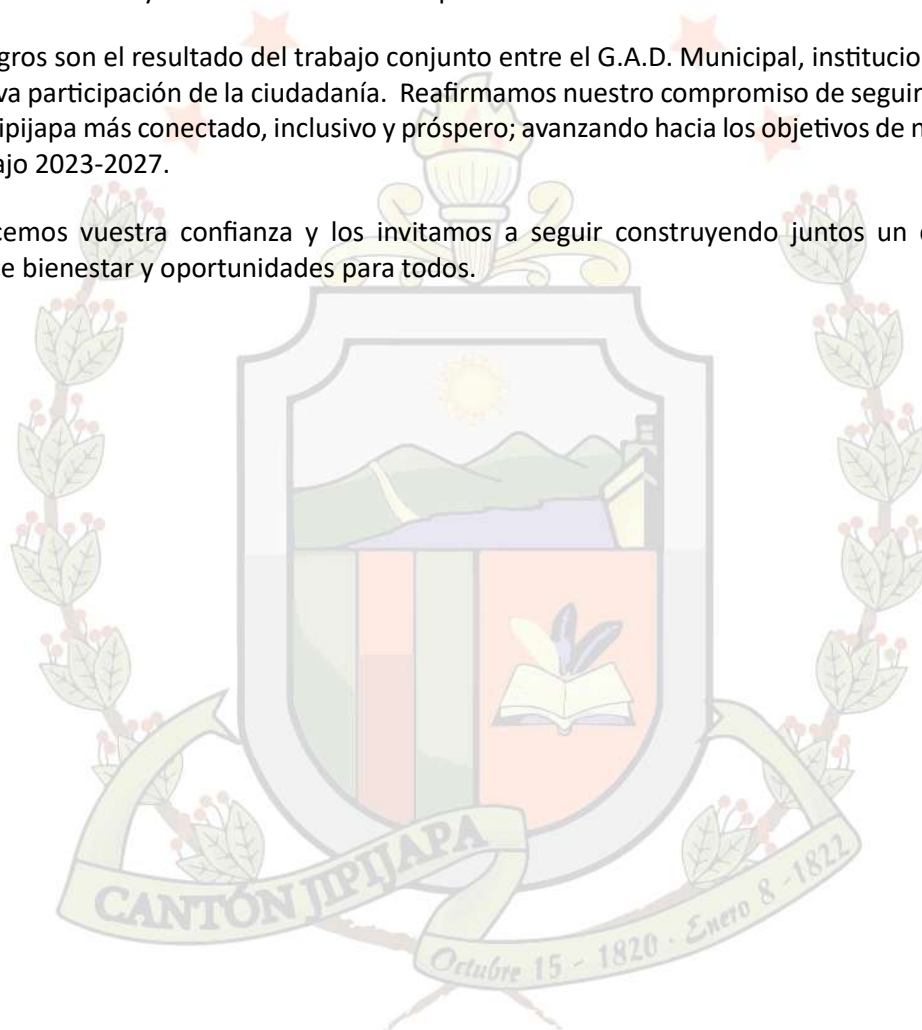 gros son el resultado del trabajo conjunto entre el G.A.D. Municipal, institucio
va participación de la ciudadanía. Reafirmamos nuestro compromiso de seguir
ipijapa más conectado, inclusivo y próspero; avanzando hacia los objetivos de
ajo 2023-2027.
cemos vuestra confianza y los invitamos a seguir construyendo juntos un
e bienestar y oportunidades para todos.
CANTÓN JIPIJAPA
Octubre 15 - 1820 - Enero 8 - 1822